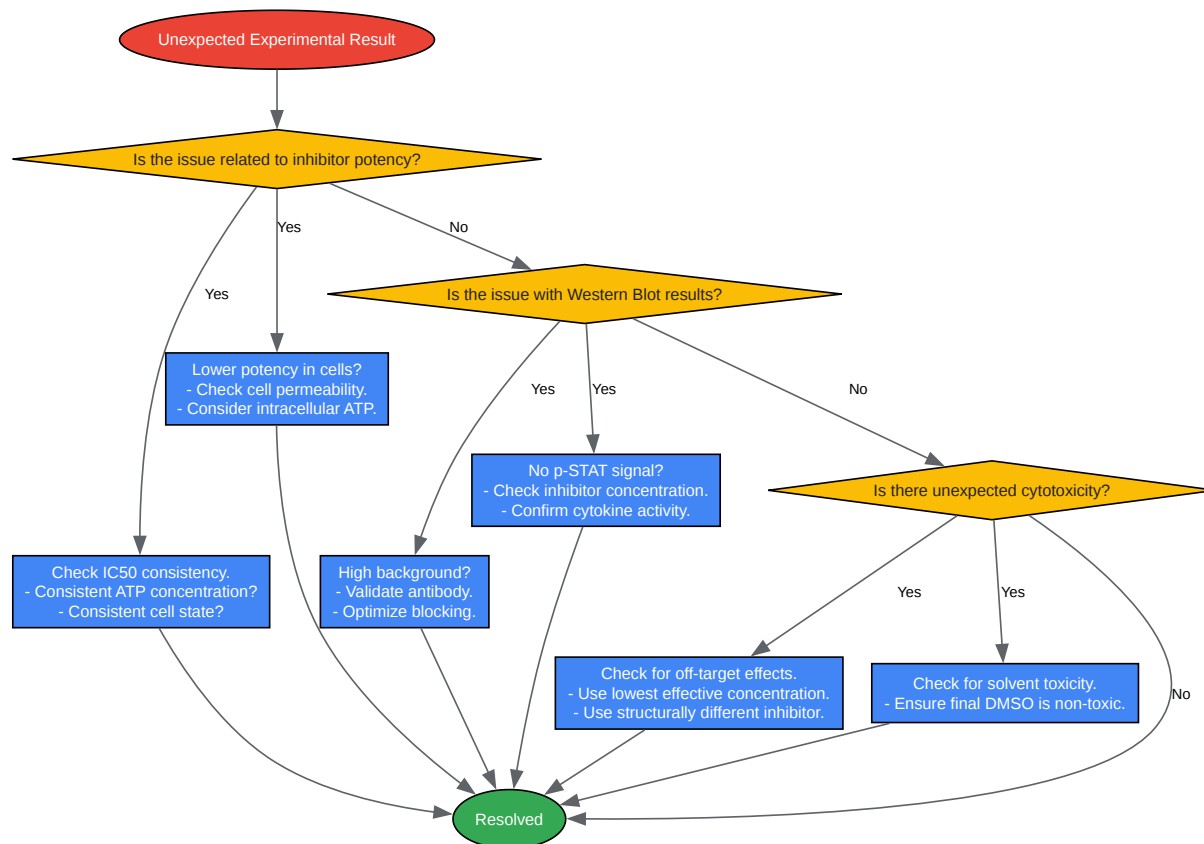 Unexpected Experimental Result
Is the issue related to inhibitor potency?
Yes
No
Yes
Is the issue with Western Blot results?
Lower potency in cells?
- Check cell permeability.
- Consider intracellular ATP.
Yes
Yes
No
No p-STAT signal?
- Check inhibitor concentration.
- Confirm cytokine activity.
Is there unexpected cytotoxicity?
Check IC50 consistency.
- Consistent ATP concentration?
- Consistent cell state?
High background?
- Validate antibody.
- Optimize blocking.
Yes
Yes
No
Check for off-target effects.
- Use lowest effective concentration.
- Use structurally different inhibitor.
Check for solvent toxicity.
- Ensure final DMSO is non-toxic.
Resolved